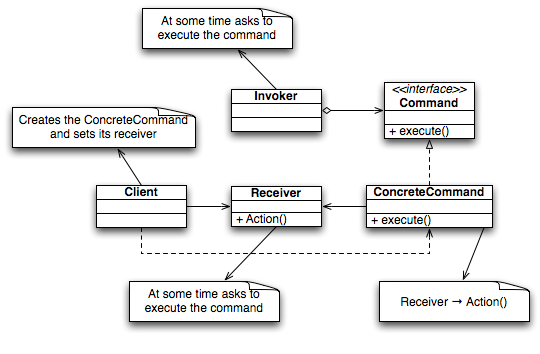 At some time asks to
execute the command
<<interface>>
Command
+ execute()
Invoker
Creates the ConcreteCommand
and sets its receiver
Client
Receiver
+ Action()
ConcreteCommand
+ execute()
At some time asks to
execute the command
Receiver → Action()